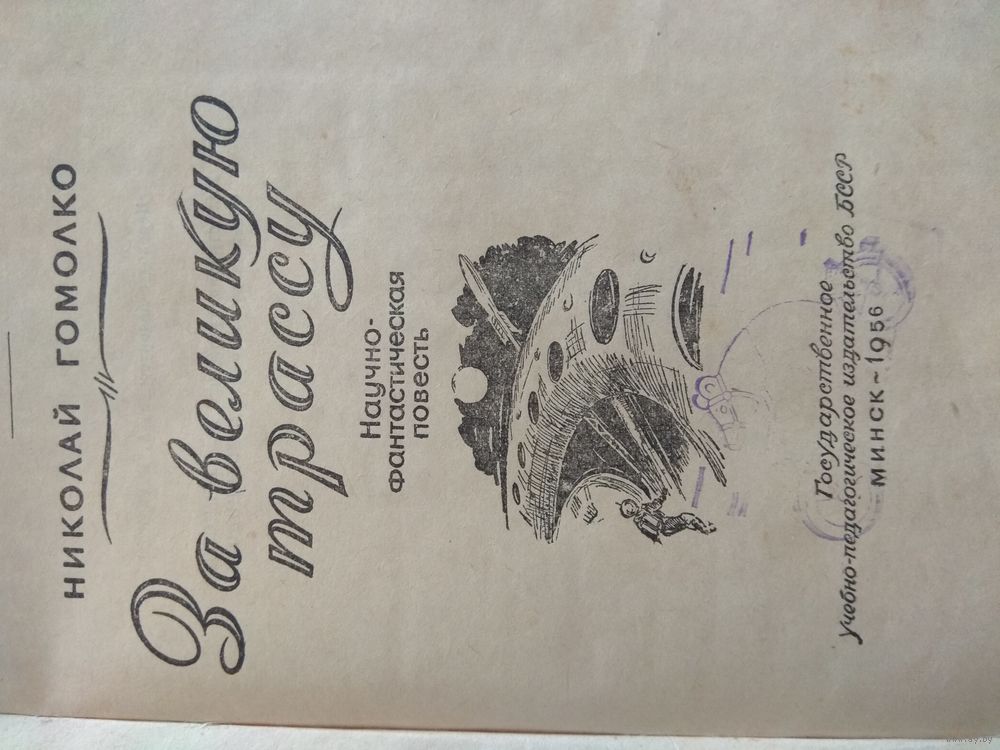 НИКОЛАЙ ГОМОЛКО
За великую
трассу
Научно-
фантастическая
повесть
Государственное
учебно-педагогическое издательство БССР
МИНСК~1956